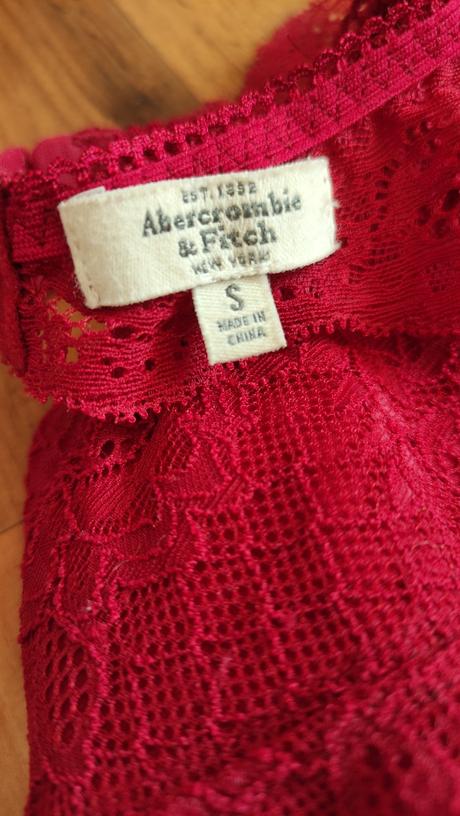 EST. 1892
Abercrombie
& Fitch
NEW YORK
S
MADE IN
CHINA